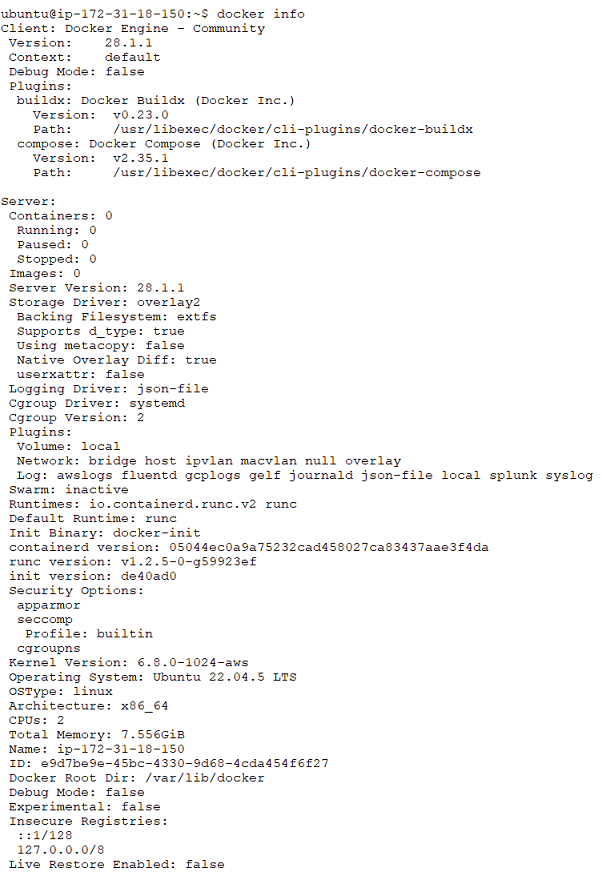 ubuntu@ip-172-31-18-150:~$ docker info
Client: Docker Engine - Community
 Version:    28.1.1
 Context:    default
 Debug Mode: false
 Plugins:
  buildx: Docker Buildx (Docker Inc.)
    Version:  v0.23.0
    Path:     /usr/libexec/docker/cli-plugins/docker-buildx
  compose: Docker Compose (Docker Inc.)
    Version:  v2.35.1
    Path:     /usr/libexec/docker/cli-plugins/docker-compose

Server:
 Containers: 0
  Running: 0
  Paused: 0
  Stopped: 0
 Images: 0
 Server Version: 28.1.1
 Storage Driver: overlay2
  Backing Filesystem: extfs
  Supports d_type: true
  Using metacopy: false
  Native Overlay Diff: true
  userxattr: false
 Logging Driver: json-file
 Cgroup Driver: systemd
 Cgroup Version: 2
 Plugins:
  Volume: local
  Network: bridge host ipvlan macvlan null overlay
  Log: awslogs fluentd gcplogs gelf journald json-file local splunk syslog
 Swarm: inactive
 Runtimes: io.containerd.runc.v2 runc
 Default Runtime: runc
 Init Binary: docker-init
 containerd version: 05044ec0a9a75232cad458027ca83437aae3f4da
 runc version: v1.2.5-0-g59923ef
 init version: de40ad0
 Security Options:
  apparmor
  seccomp
   Profile: builtin
  cgroupns
 Kernel Version: 6.8.0-1024-aws
 Operating System: Ubuntu 22.04.5 LTS
 OSType: linux
 Architecture: x86_64
 CPUs: 2
 Total Memory: 7.556GiB
 Name: ip-172-31-18-150
 ID: e9d7be9e-45bc-4330-9d68-4cda454f6f27
 Docker Root Dir: /var/lib/docker
 Debug Mode: false
 Experimental: false
 Insecure Registries:
  ::1/128
  127.0.0.0/8
 Live Restore Enabled: false